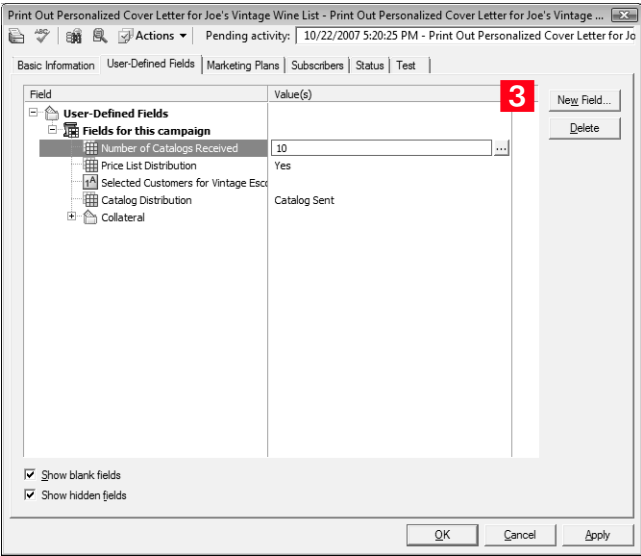 Print Out Personalized Cover Letter for Joe's Vintage Wine List - Print Out Personalized Cover Letter for Joe's Vintage ...
Actions Pending activity: 10/22/2007 5:20:25 PM - Print Out Personalized Cover Letter for Jo
Basic Information User-Defined Fields Marketing Plans Subscribers Status Test
Field Value(s) 3 New Field...
User-Defined Fields
Fields for this campaign Delete
Number of Catalogs Received 10 ...
Price List Distribution Yes
Selected Customers for Vintage Esco
Catalog Distribution Catalog Sent
Collateral
Show blank fields
Show hidden fields
OK Cancel Apply